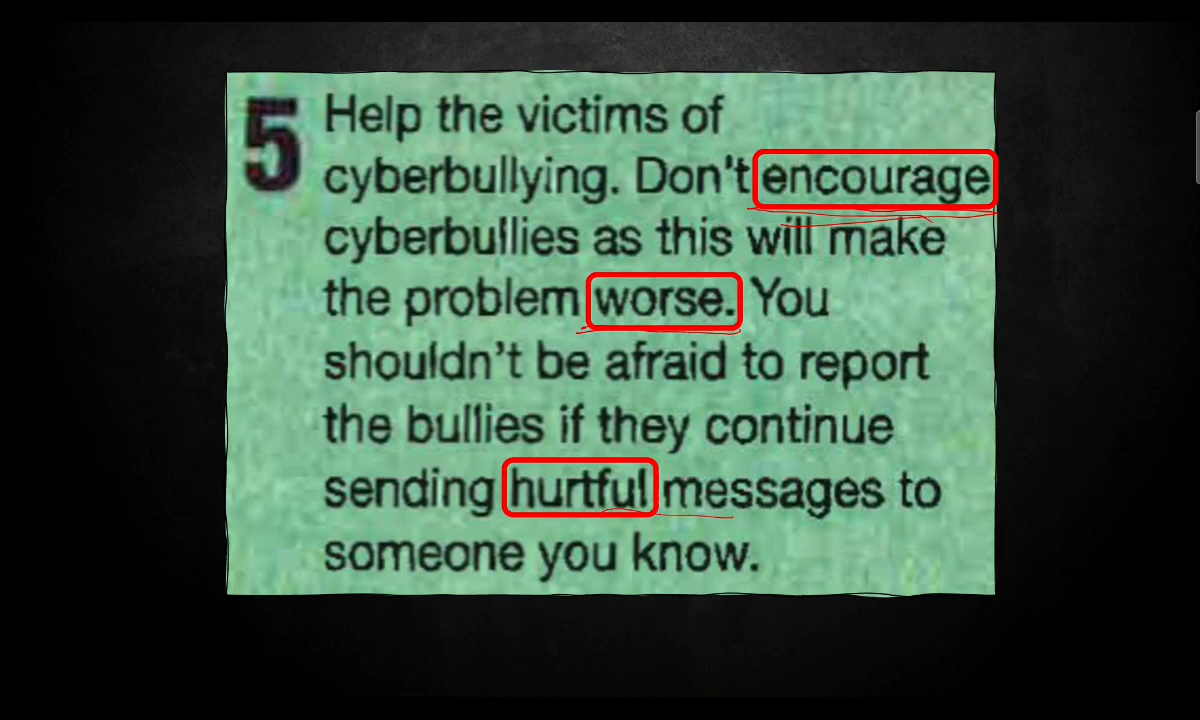 5 Help the victims of
cyberbullying. Don't encourage
cyberbullies as this will make
the problem worse. You
shouldn't be afraid to report
the bullies if they continue
sending hurtful messages to
someone you know.